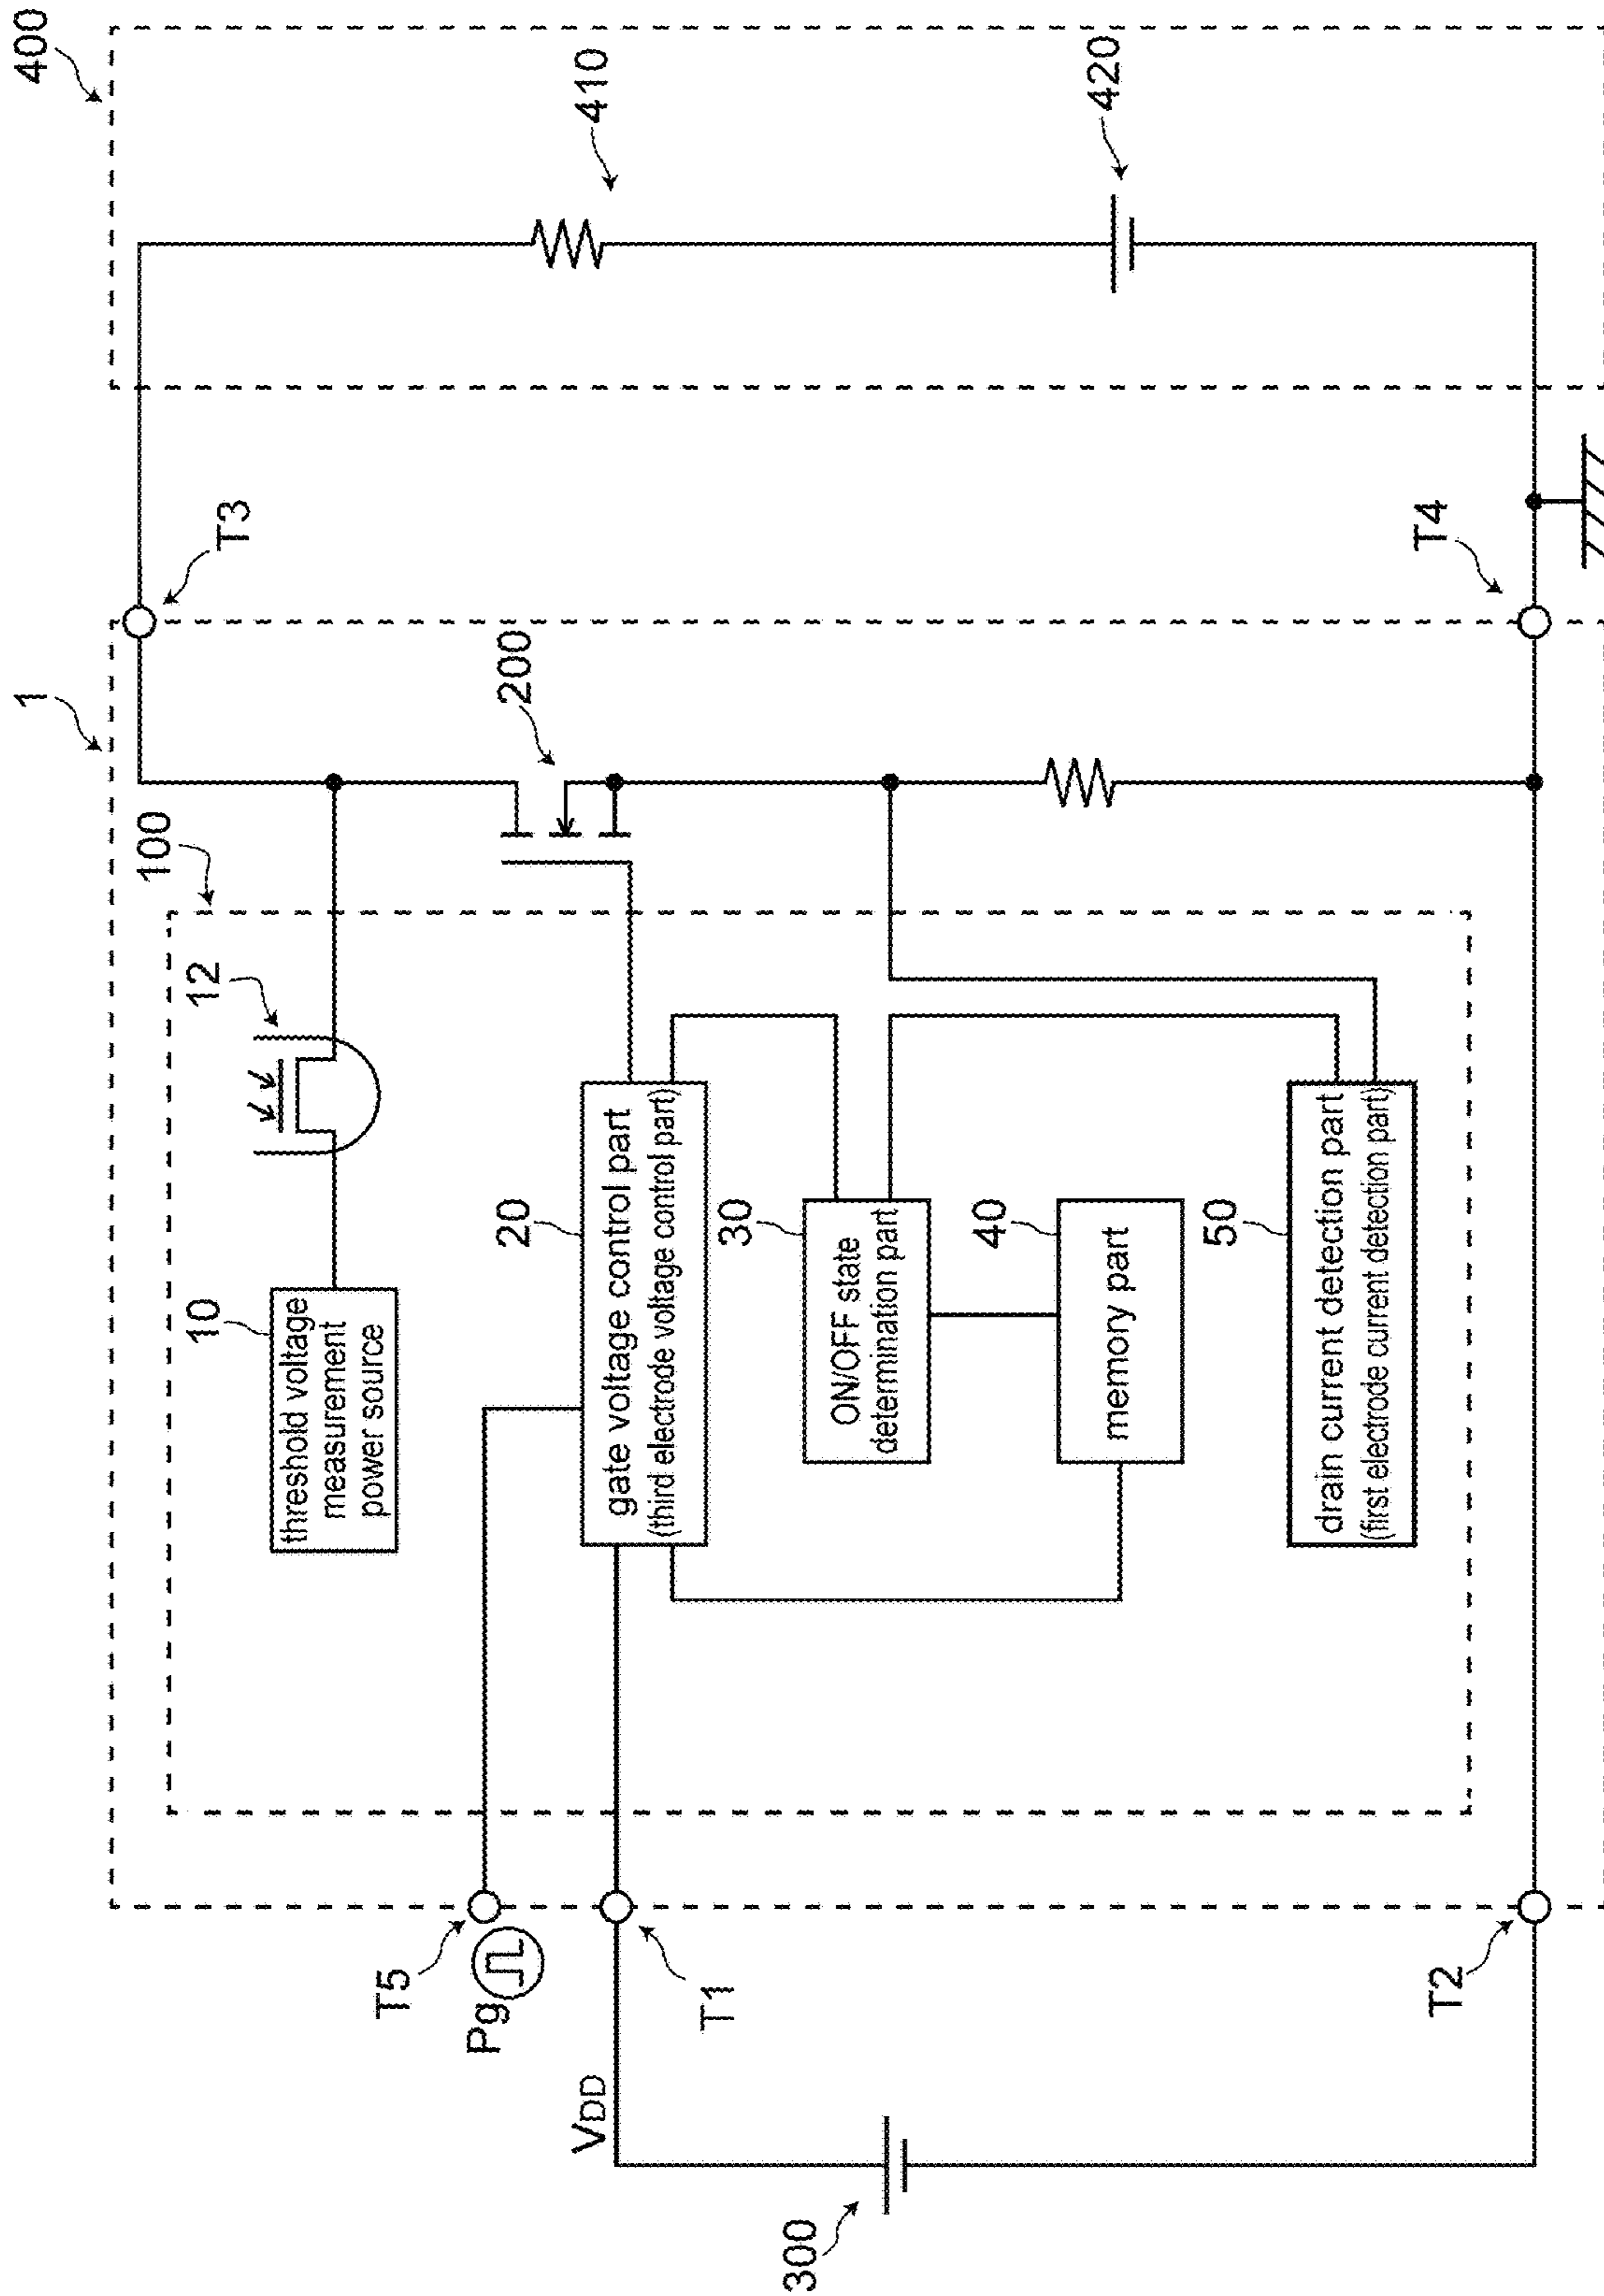 400
1
410
420
T3
T4
200
100
12
10
threshold voltage
measurement
power source
20
gate voltage control part
(third electrode voltage control part)
30
ON/OFF state
determination part
40
memory part
50
drain current detection part
(first electrode current detection part)
T5
Pg
T1
T2
VDD
300